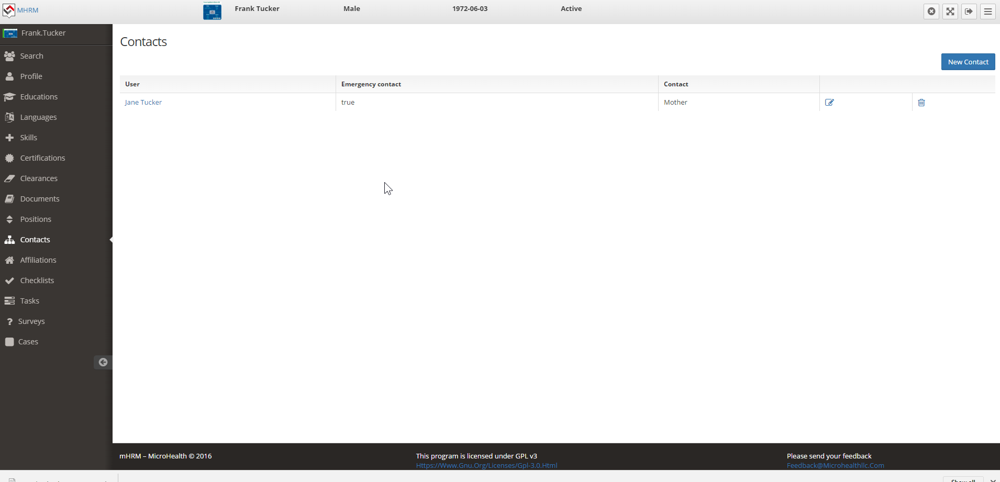 MHRM
Frank Tucker Male 1972-06-03 Active
Frank.Tucker
Search
Profile
Educations
Languages
Skills
Certifications
Clearances
Documents
Positions
Contacts
Affiliations
Checklists
Tasks
? Surveys
Cases
Contacts
New Contact
User Emergency contact Contact
Jane Tucker true Mother
mHRM – MicroHealth © 2016
This program is licensed under GPL v3
Https://Www.Gnu.Org/Licenses/Gpl-3.0.Html
Please send your feedback
Feedback@Microhealthllc.Com
Show all